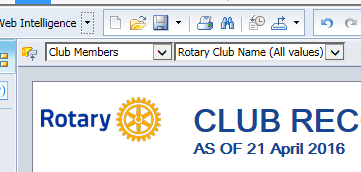 Web Intelligence
Club Members
Rotary Club Name (All values)
Rotary
CLUB REC
AS OF 21 April 2016